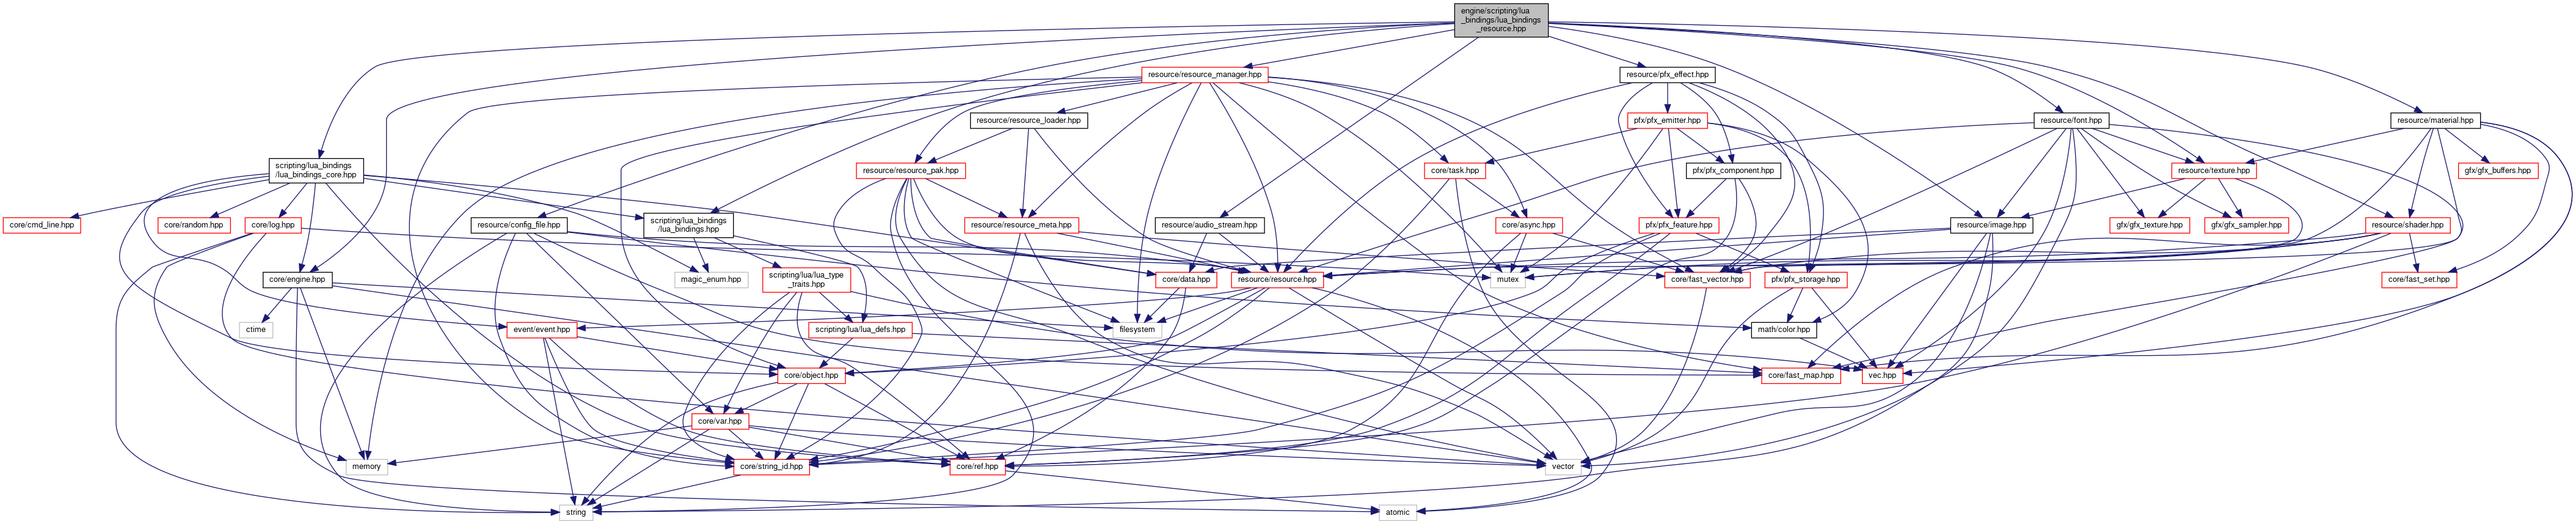 engine/scripting/lua
_bindings/lua_bindings
_resource.hpp
resource/resource_manager.hpp
resource/pfx_effect.hpp
resource/resource_loader.hpp
pfx/pfx_emitter.hpp
resource/font.hpp
resource/material.hpp
scripting/lua_bindings
/lua_bindings_core.hpp
resource/resource_pak.hpp
core/task.hpp
pfx/pfx_component.hpp
resource/texture.hpp
gfx/gfx_buffers.hpp
core/cmd_line.hpp
core/random.hpp
core/log.hpp
resource/config_file.hpp
scripting/lua_bindings
/lua_bindings.hpp
resource/resource_meta.hpp
resource/audio_stream.hpp
core/async.hpp
pfx/pfx_feature.hpp
resource/image.hpp
gfx/gfx_texture.hpp
gfx/gfx_sampler.hpp
resource/shader.hpp
core/engine.hpp
magic_enum.hpp
scripting/lua/lua_type
_traits.hpp
core/data.hpp
resource/resource.hpp
mutex
core/fast_vector.hpp
pfx/pfx_storage.hpp
core/fast_set.hpp
ctime
event/event.hpp
scripting/lua/lua_defs.hpp
filesystem
math/color.hpp
core/object.hpp
core/fast_map.hpp
vec.hpp
core/var.hpp
memory
core/string_id.hpp
core/ref.hpp
vector
string
atomic